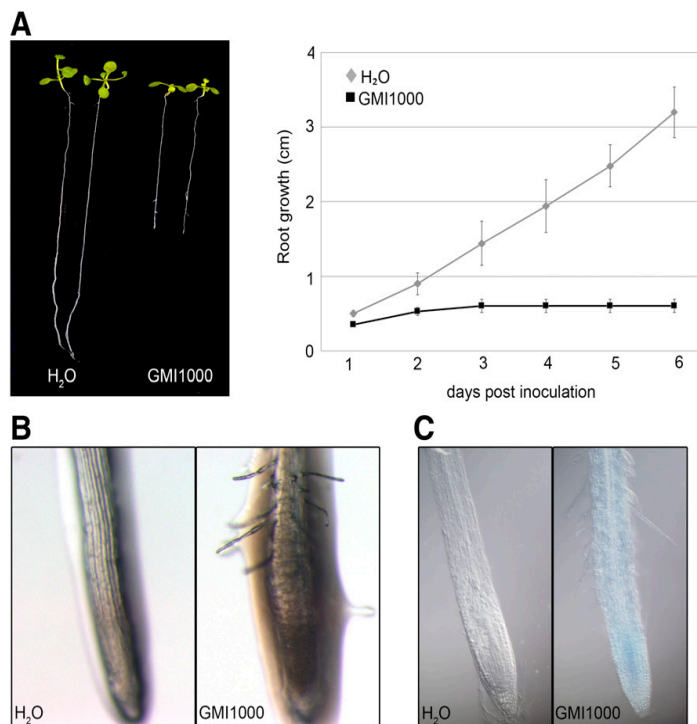 A
H₂O
GMI1000
4
3
2
1
0
Root growth (cm)
H₂O
GMI1000
1 2 3 4 5 6
days post inoculation
B
H₂O
GMI1000
C
H₂O
GMI1000